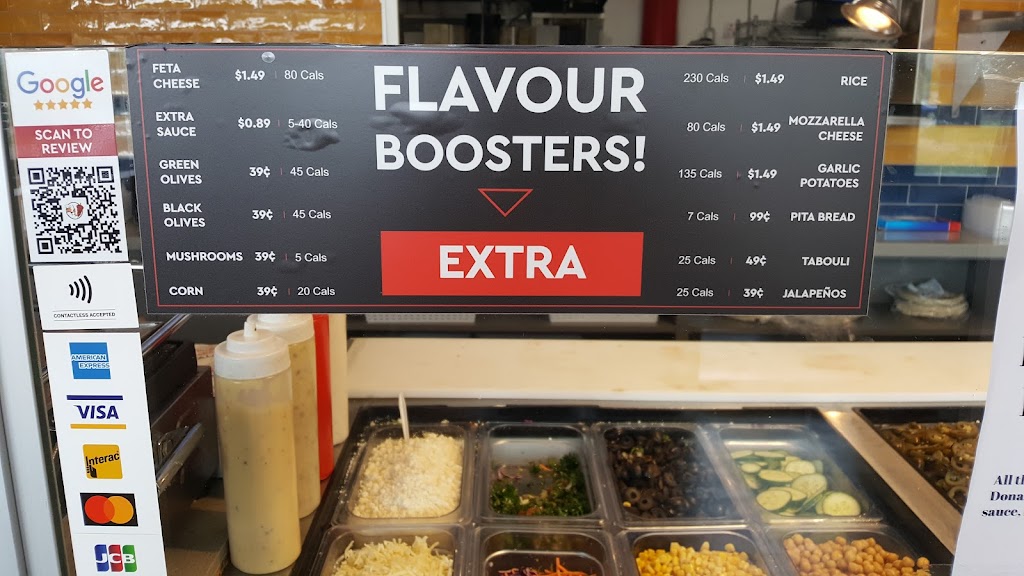 Google
SCAN TO
REVIEW
CONTACTLESS ACCEPTED
AMERICAN
EXPRESS
VISA
Interac
JCB
FETA
CHEESE $1.49 | 80 Cals
EXTRA
SAUCE $0.89 | 5-40 Cals
GREEN
OLIVES 39¢ | 45 Cals
BLACK
OLIVES 39¢ | 45 Cals
MUSHROOMS 39¢ | 5 Cals
CORN 39¢ | 20 Cals
FLAVOUR
BOOSTERS!
EXTRA
230 Cals | $1.49 RICE
80 Cals | $1.49 MOZZARELLA
CHEESE
135 Cals | $1.49 GARLIC
POTATOES
7 Cals | 99¢ PITA BREAD
25 Cals | 49¢ TABOULI
25 Cals | 39¢ JALAPEÑOS
All
Dona
sauce,